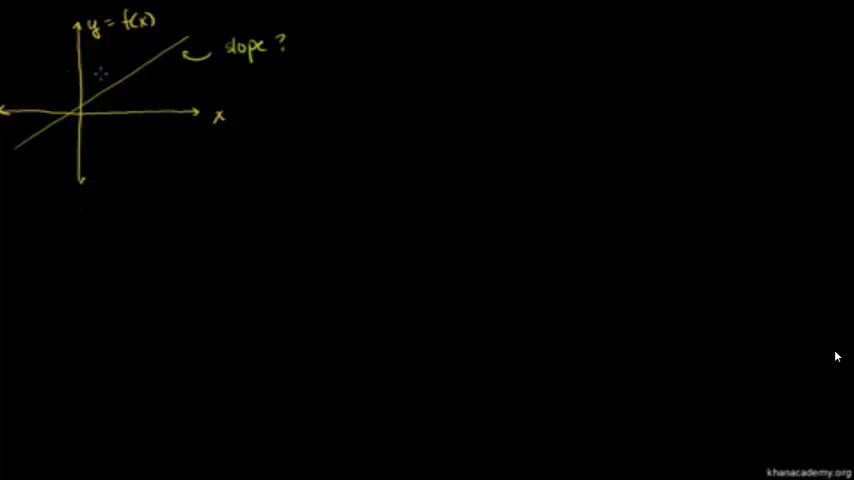 y = f(x)
slope ?
x
khanacademy.org